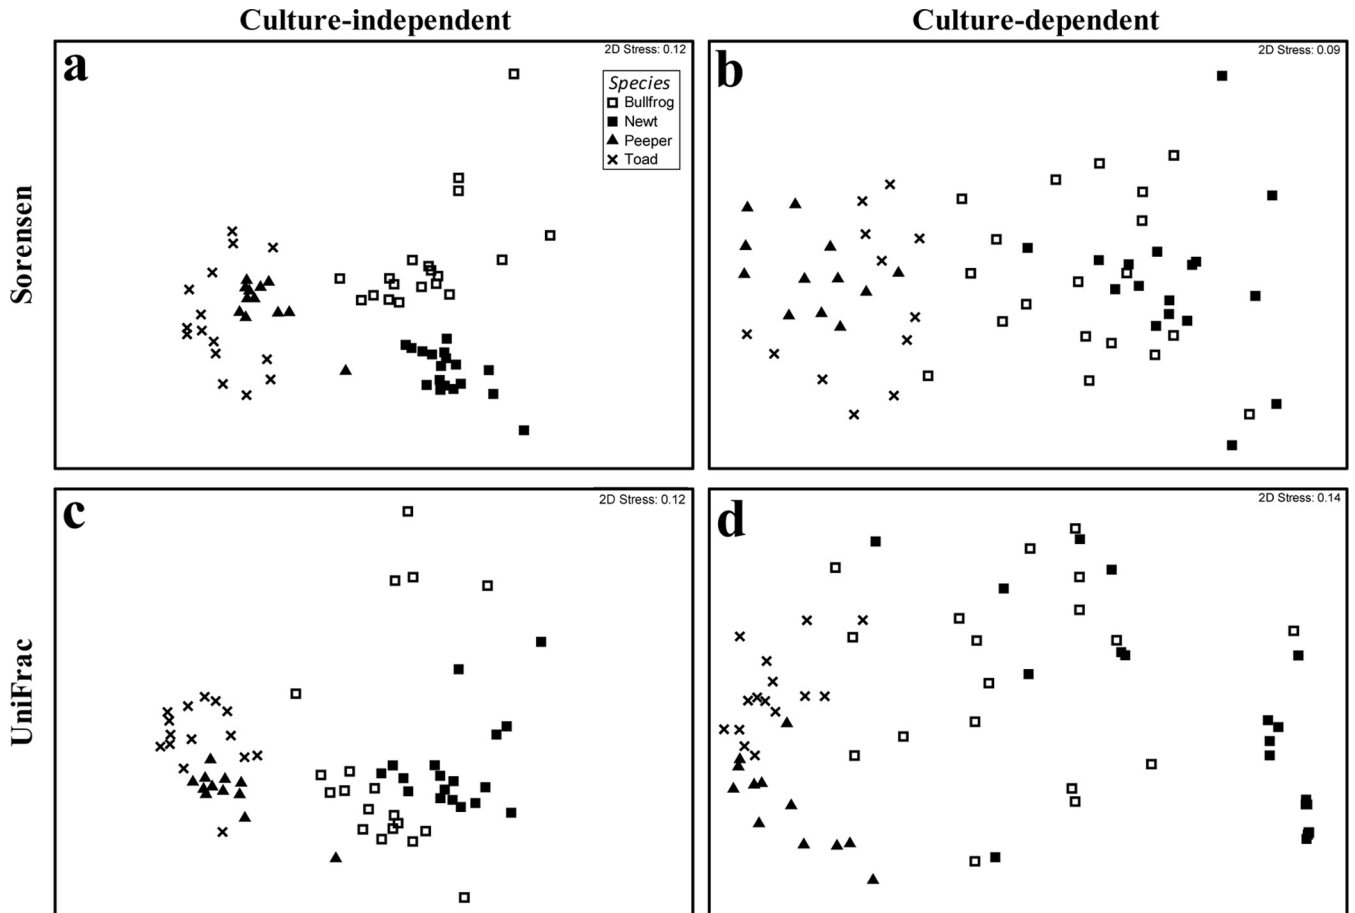 Culture-independent
Culture-dependent
Sorensen
a
2D Stress: 0.12
Species
Bullfrog
Newt
Peeper
Toad
b
2D Stress: 0.09
UniFrac
c
2D Stress: 0.12
d
2D Stress: 0.14